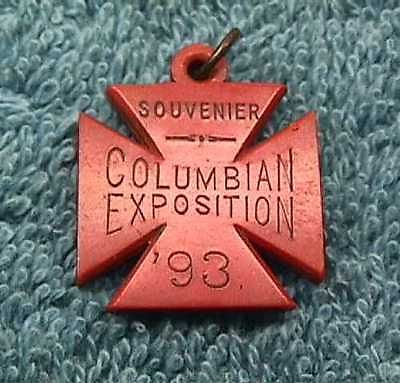 SOUVENIER
COLUMBIAN
EXPOSITION
'93.